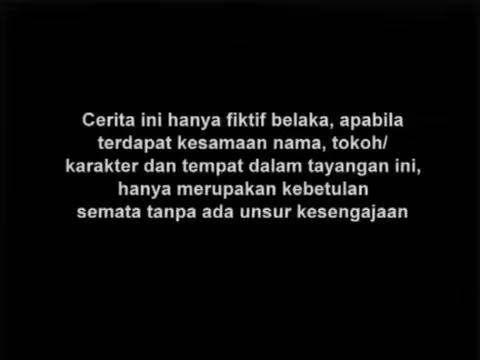 Cerita ini hanya fiktif belaka, apabila
terdapat kesamaan nama, tokoh/
karakter dan tempat dalam tayangan ini,
hanya merupakan kebetulan
semata tanpa ada unsur kesengajaan